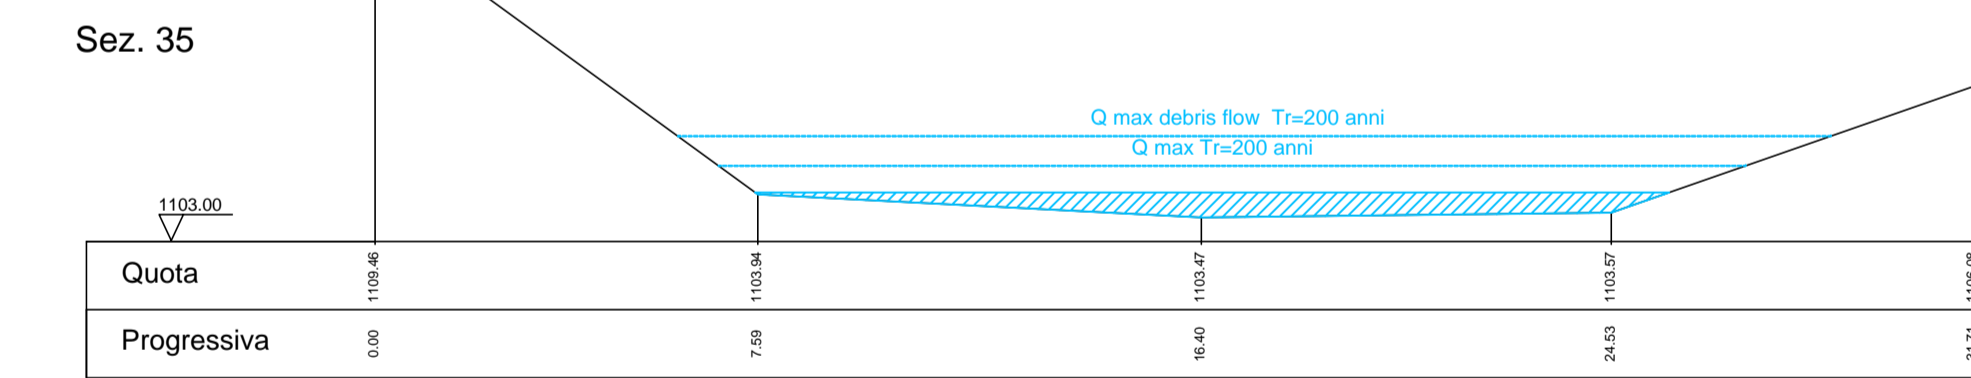 Sez. 35
Q max debris flow Tr=200 anni
Q max Tr=200 anni
1103.00
Quota 1109.46 1103.94 1103.47 1103.57
Progressiva 0.00 7.59 16.40 24.53